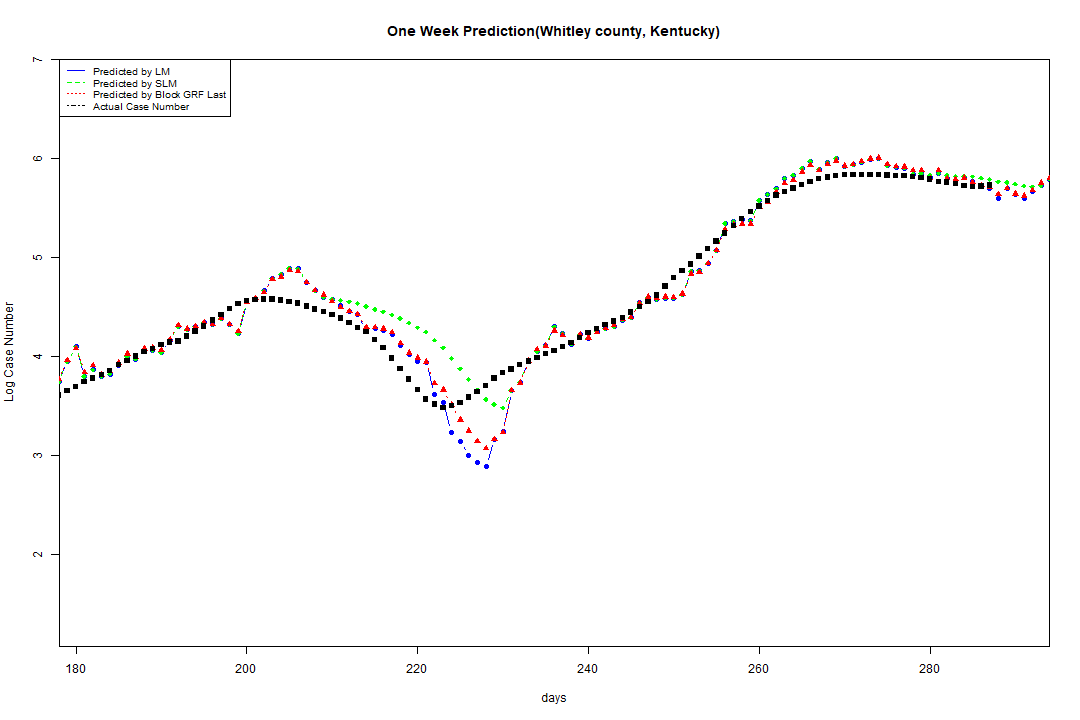 One Week Prediction(Whitley county, Kentucky)
Predicted by LM
Predicted by SLM
Predicted by Block GRF Last
Actual Case Number
7
6
5
4
3
2
Log Case Number
180 200 220 240 260 280
days